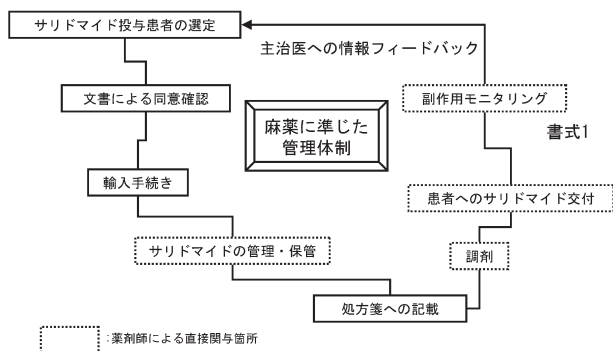 サリドマイド投与患者の選定
主治医への情報フィードバック
文書による同意確認
副作用モニタリング
麻薬に準じた
管理体制
書式1
輸入手続き
患者へのサリドマイド交付
サリドマイドの管理・保管
調剤
処方箋への記載
:薬剤師による直接関与箇所